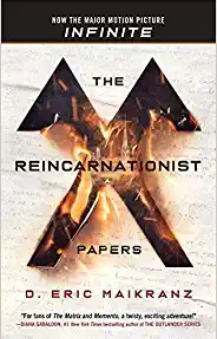 NOW THE MAJOR MOTION PICTURE
INFINITE
THE
REINCARNATIONIST
PAPERS
D. ERIC MAIKRANZ
"For fans of The Matrix and Memento, a twisty, exciting adventure!"
—DIANA GABALDON, #1 New York Times bestselling author of THE OUTLANDER SERIES